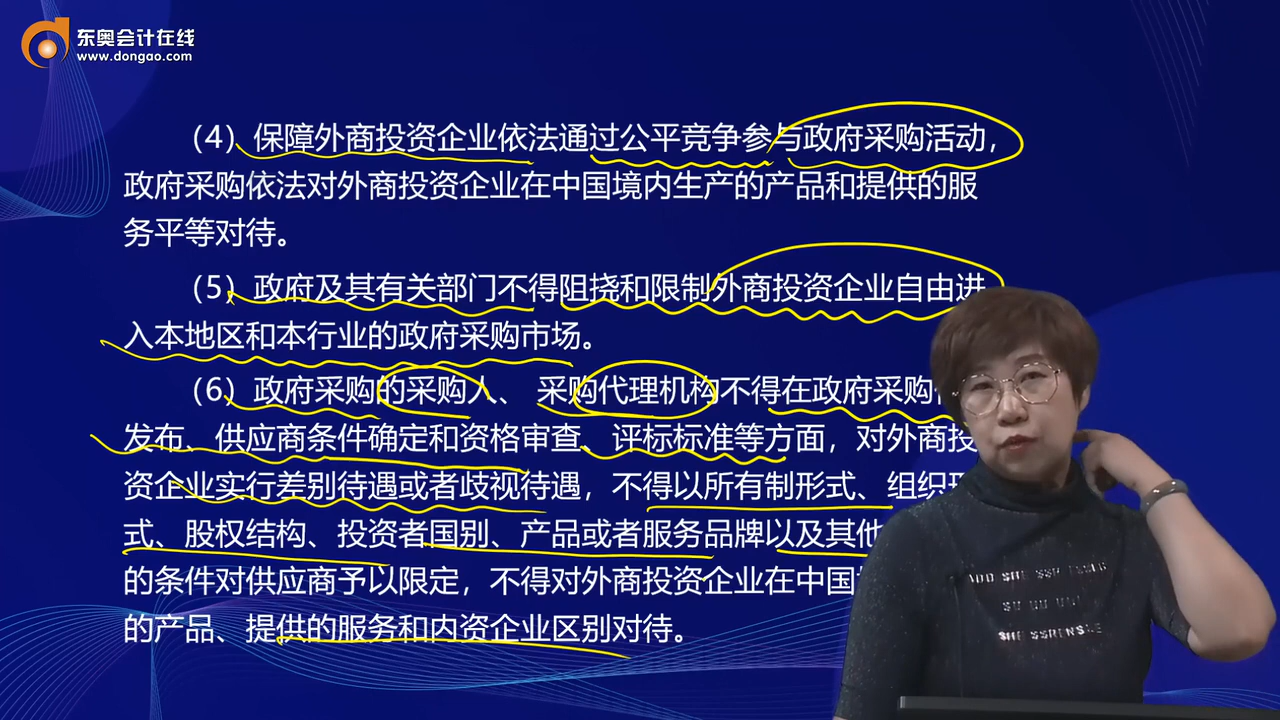 东奥会计在线
www.dongao.com
（4）保障外商投资企业依法通过公平竞争参与政府采购活动，
政府采购依法对外商投资企业在中国境内生产的产品和提供的服
务平等对待。
（5）政府及其有关部门不得阻挠和限制外商投资企业自由进
入本地区和本行业的政府采购市场。
（6）政府采购的采购人、 采购代理机构不得在政府采购
发布、供应商条件确定和资格审查、评标标准等方面，对外商投
资企业实行差别待遇或者歧视待遇，不得以所有制形式、组织
式、股权结构、投资者国别、产品或者服务品牌以及其他
的条件对供应商予以限定，不得对外商投资企业在中国
的产品、提供的服务和内资企业区别对待。